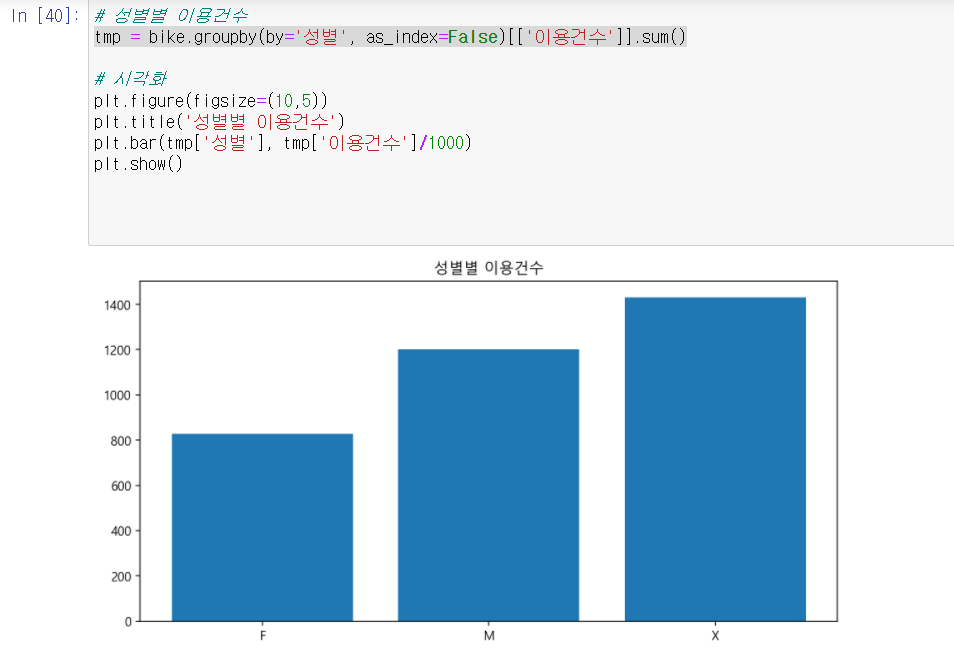 In [40]:
# 성별별 이용건수
tmp = bike.groupby(by='성별', as_index=False)[['이용건수']].sum()
# 시각화
plt.figure(figsize=(10,5))
plt.title('성별별 이용건수')
plt.bar(tmp['성별'], tmp['이용건수']/1000)
plt.show()
성별별 이용건수
1400
1200
1000
800
600
400
200
0
F M X